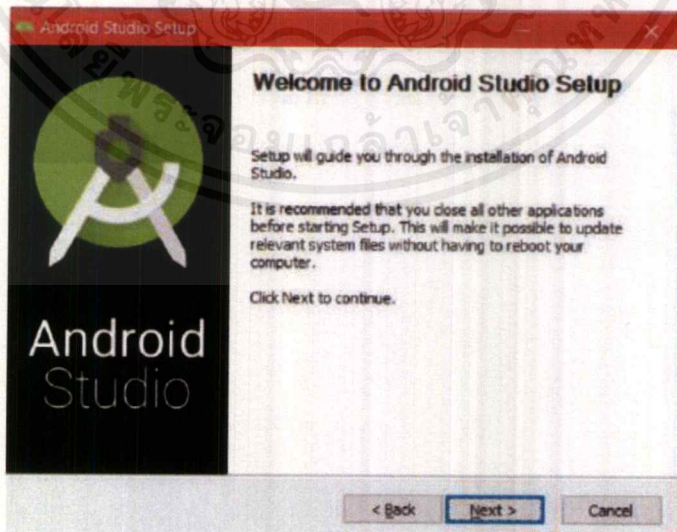 Android Studio Setup
Welcome to Android Studio Setup
Setup will guide you through the installation of Android
Studio.
It is recommended that you close all other applications
before starting Setup. This will make it possible to update
relevant system files without having to reboot your
computer.
Click Next to continue.
Android
Studio
< Back
Next >
Cancel